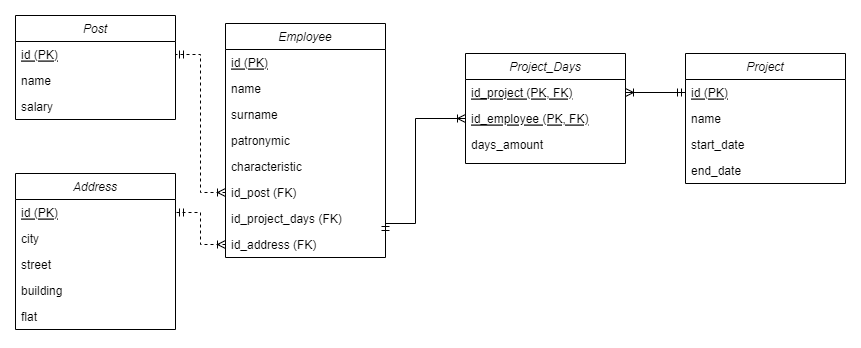 Post
id (PK)
name
salary
Address
id (PK)
city
street
building
flat
Employee
id (PK)
name
surname
patronymic
characteristic
id_post (FK)
id_project_days (FK)
id_address (FK)
Project_Days
id_project (PK, FK)
id_employee (PK, FK)
days_amount
Project
id (PK)
name
start_date
end_date